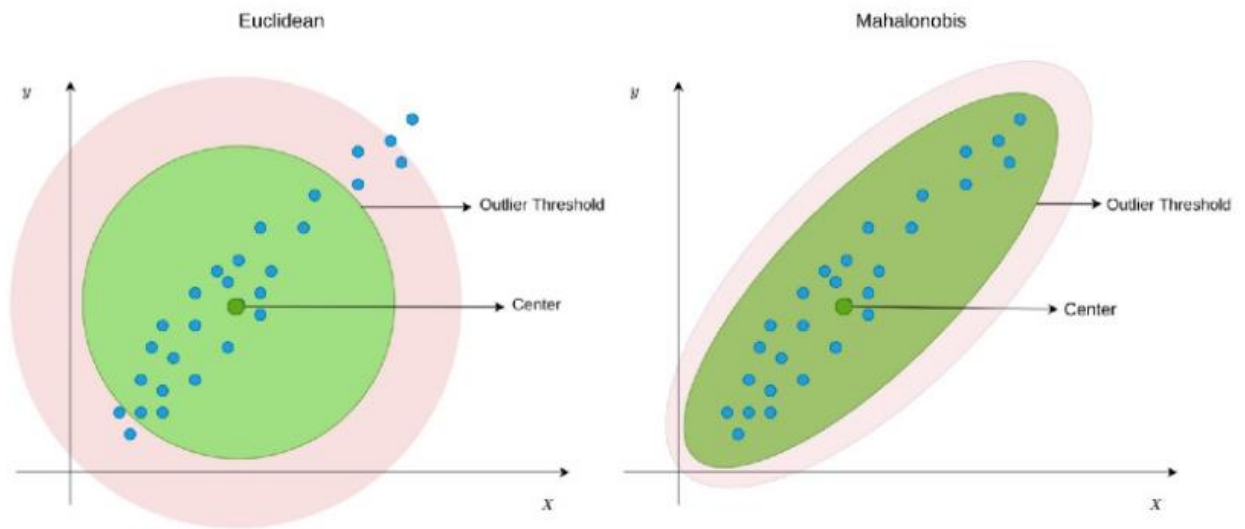 Euclidean
Mahalonobis
y
Outlier Threshold
Center
x
y
Outlier Threshold
Center
x